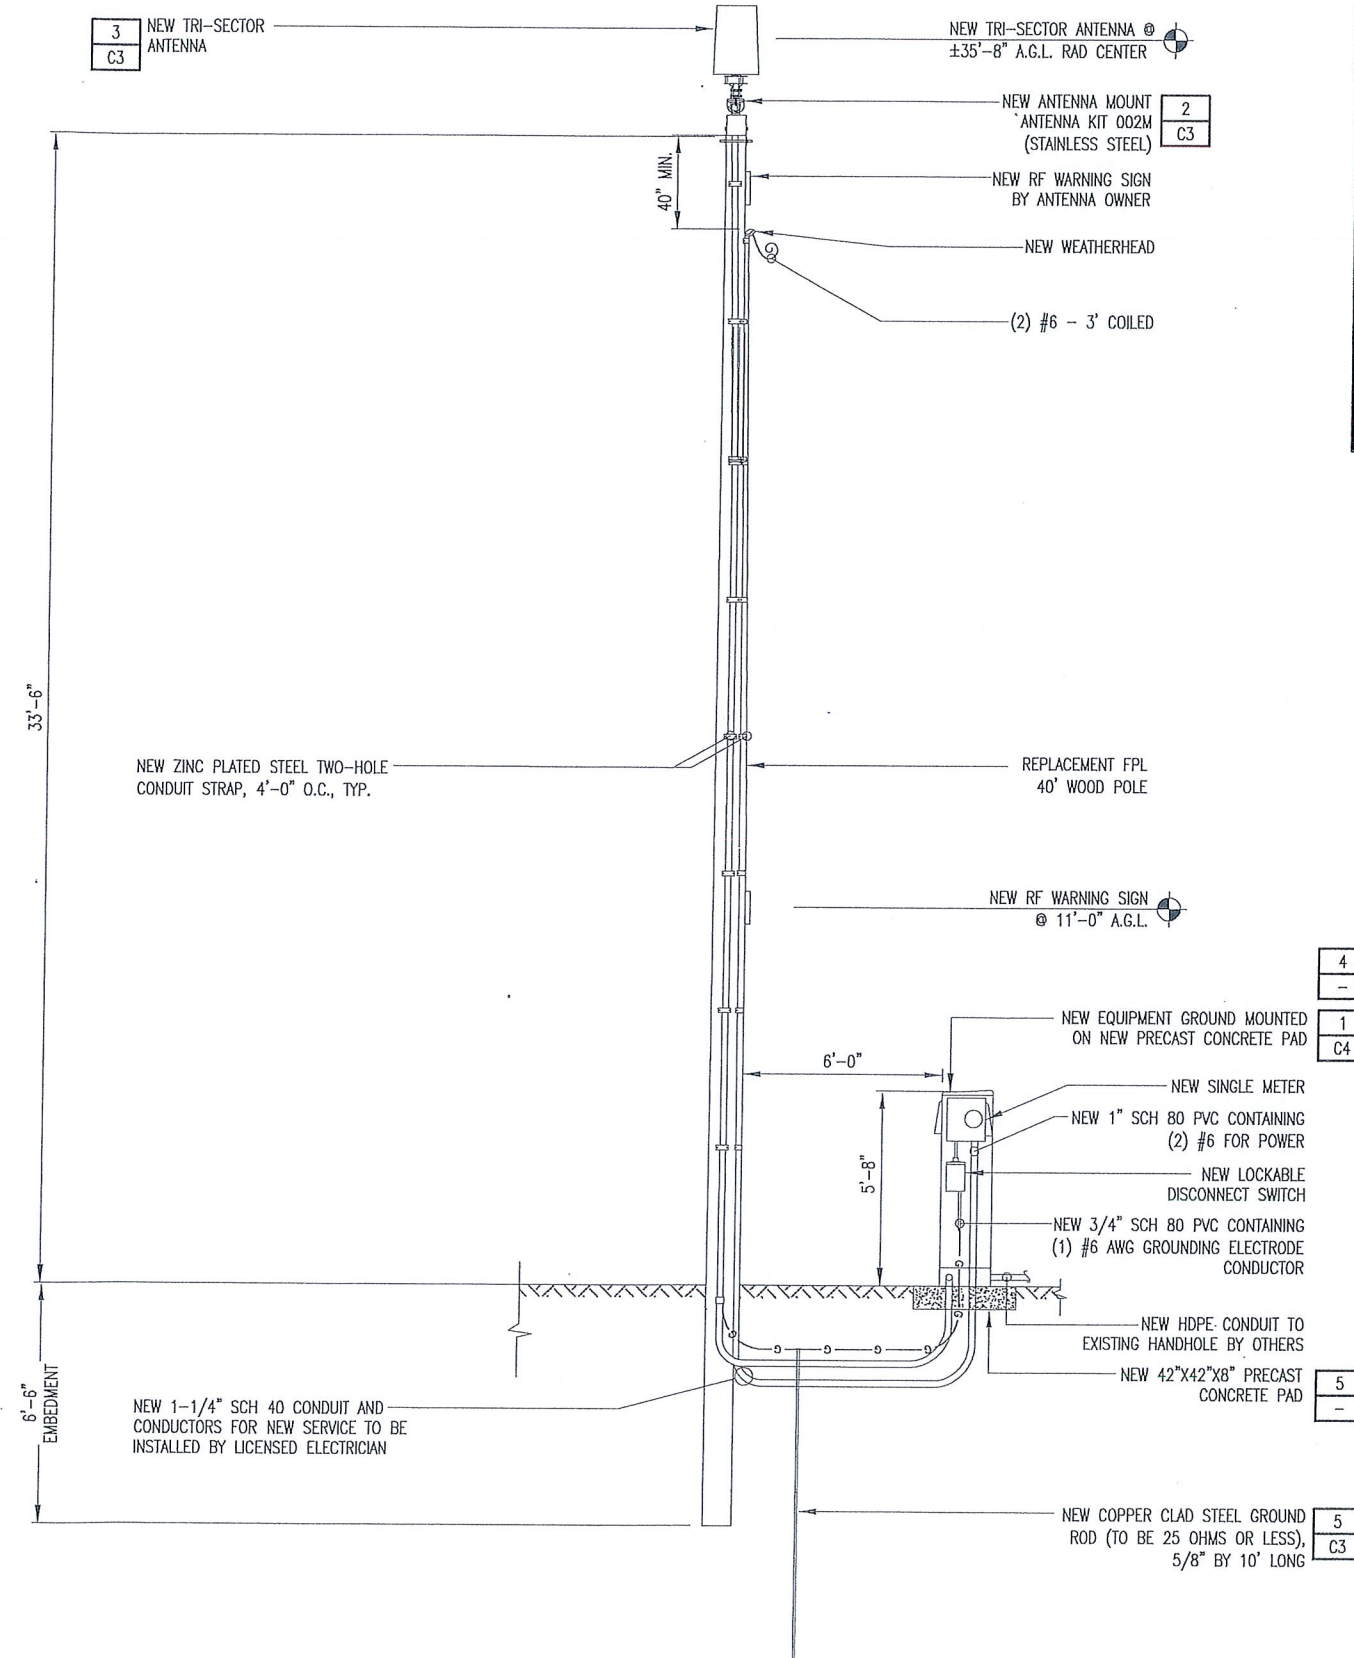 3
C3
NEW TRI-SECTOR
ANTENNA
NEW TRI-SECTOR ANTENNA @
±35'-8" A.G.L. RAD CENTER
NEW ANTENNA MOUNT
ANTENNA KIT 002M
(STAINLESS STEEL)
2
C3
40" MIN.
NEW RF WARNING SIGN
BY ANTENNA OWNER
NEW WEATHERHEAD
(2) #6 - 3' COILED
33'-6"
NEW ZINC PLATED STEEL TWO-HOLE
CONDUIT STRAP, 4'-0" O.C., TYP.
REPLACEMENT FPL
40' WOOD POLE
NEW RF WARNING SIGN
@ 11'-0" A.G.L.
4
-
NEW EQUIPMENT GROUND MOUNTED
ON NEW PRECAST CONCRETE PAD
1
C4
6'-0"
NEW SINGLE METER
NEW 1" SCH 80 PVC CONTAINING
(2) #6 FOR POWER
5'-8"
NEW LOCKABLE
DISCONNECT SWITCH
NEW 3/4" SCH 80 PVC CONTAINING
(1) #6 AWG GROUNDING ELECTRODE
CONDUCTOR
G
G
G
G G G G
NEW HDPE CONDUIT TO
EXISTING HANDHOLE BY OTHERS
NEW 42"X42"X8" PRECAST
CONCRETE PAD
5
-
6'-6"
EMBEDMENT
NEW 1-1/4" SCH 40 CONDUIT AND
CONDUCTORS FOR NEW SERVICE TO BE
INSTALLED BY LICENSED ELECTRICIAN
NEW COPPER CLAD STEEL GROUND
ROD (TO BE 25 OHMS OR LESS),
5/8" BY 10' LONG
5
C3